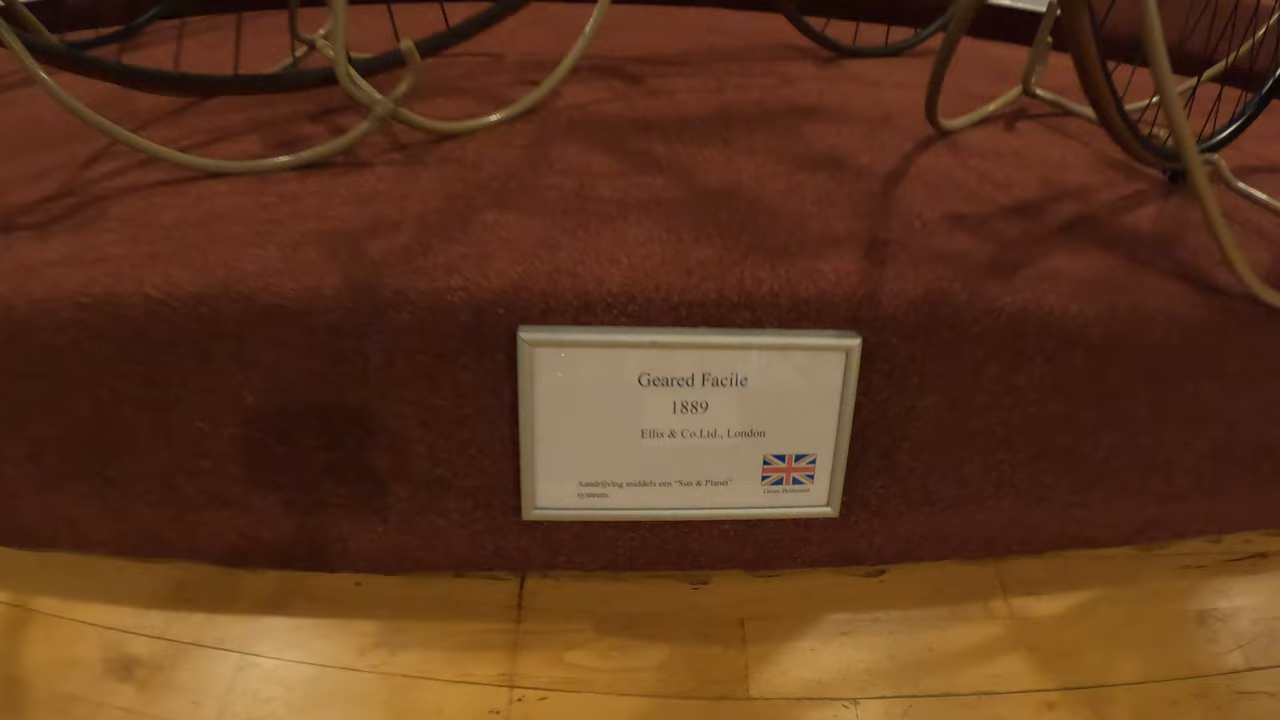 Geared Facile
1889
Ellis & Co.Ltd., London
Aandrijving middels een "Sun & Planet"
systeem.
Groot Brittannië